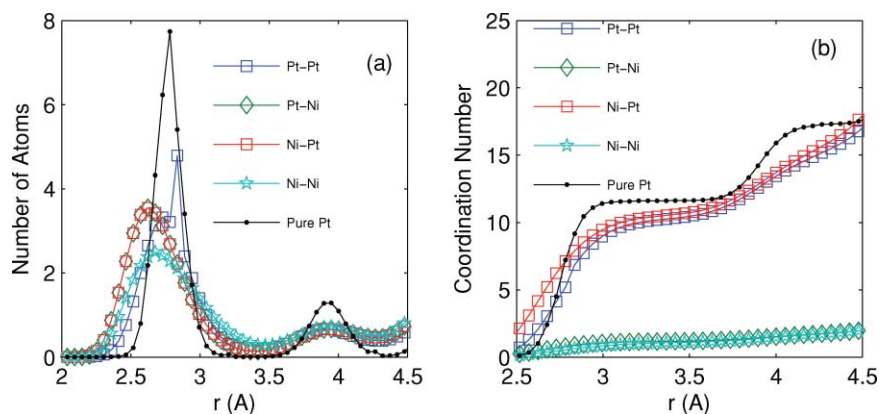 8
6
4
2
0
Number of Atoms
2
2.5
3
3.5
4
4.5
r (A)
(a)
Pt-Pt
Pt-Ni
Ni-Pt
Ni-Ni
Pure Pt
25
20
15
10
5
0
Coordination Number
2.5
3
3.5
4
4.5
r (A)
(b)
Pt-Pt
Pt-Ni
Ni-Pt
Ni-Ni
Pure Pt